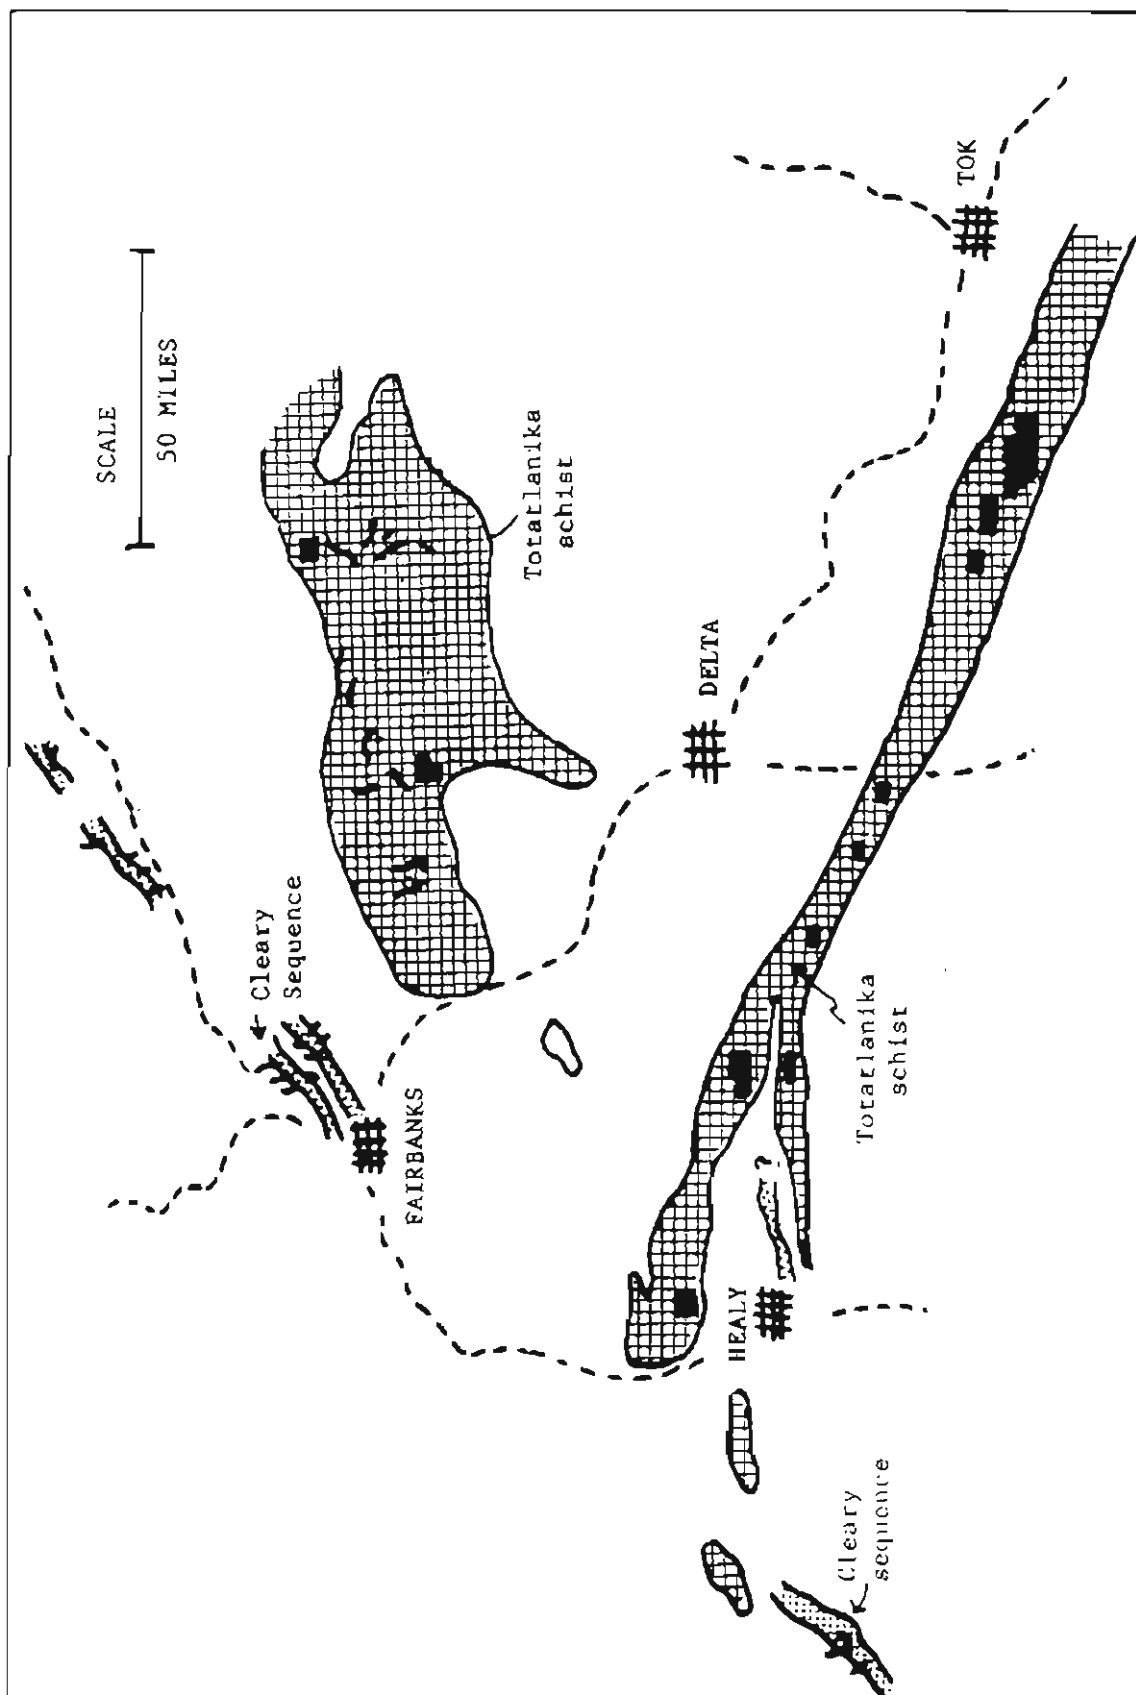 SCALE
50 MILES
TOK
Totatlanika
schist
DELTA
Cleary
Sequence
FAIRBANKS
Totatlanika
schist
?
HEALY
Cleary
sequence